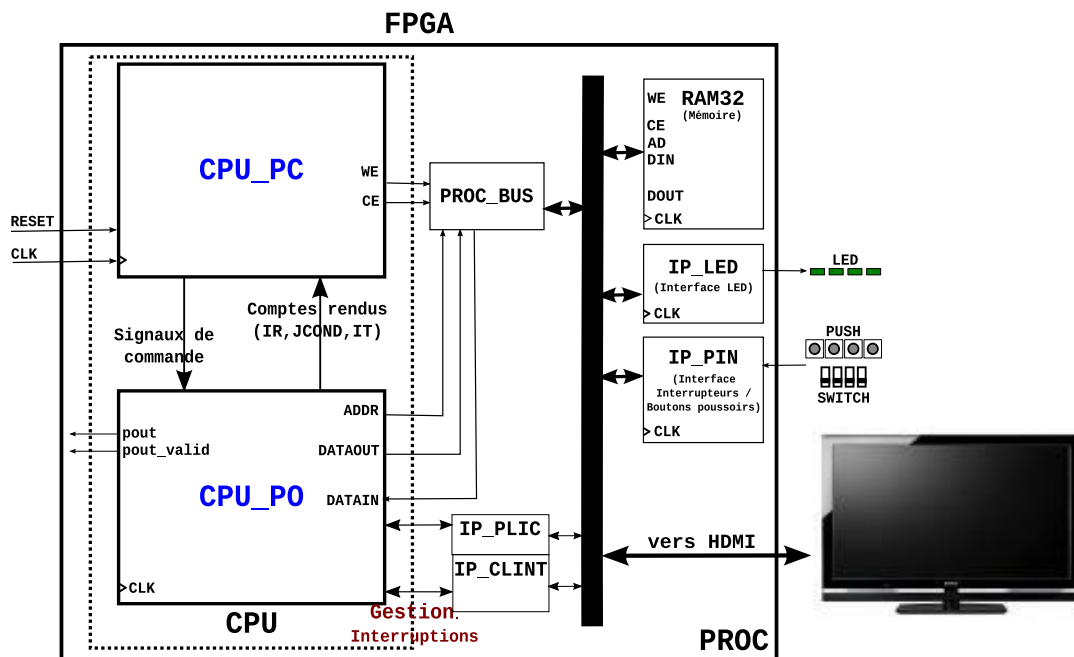 FPGA
CPU_PC
WE
CE
RESET
CLK
PROC_BUS
WE
RAM32
(Mémoire)
CE
AD
DIN
DOUT
CLK
IP_LED
(Interface LED)
CLK
LED
IP_PIN
(Interface
Interrupteurs /
Boutons poussoirs)
CLK
PUSH
SWITCH
Signaux de
commande
Comptes rendus
(IR,JCOND,IT)
ADDR
pout
pout_valid
DATAOUT
CPU_PO
DATAIN
CLK
IP_PLIC
IP_CLINT
vers HDMI
CPU
Gestion.
Interruptions
PROC